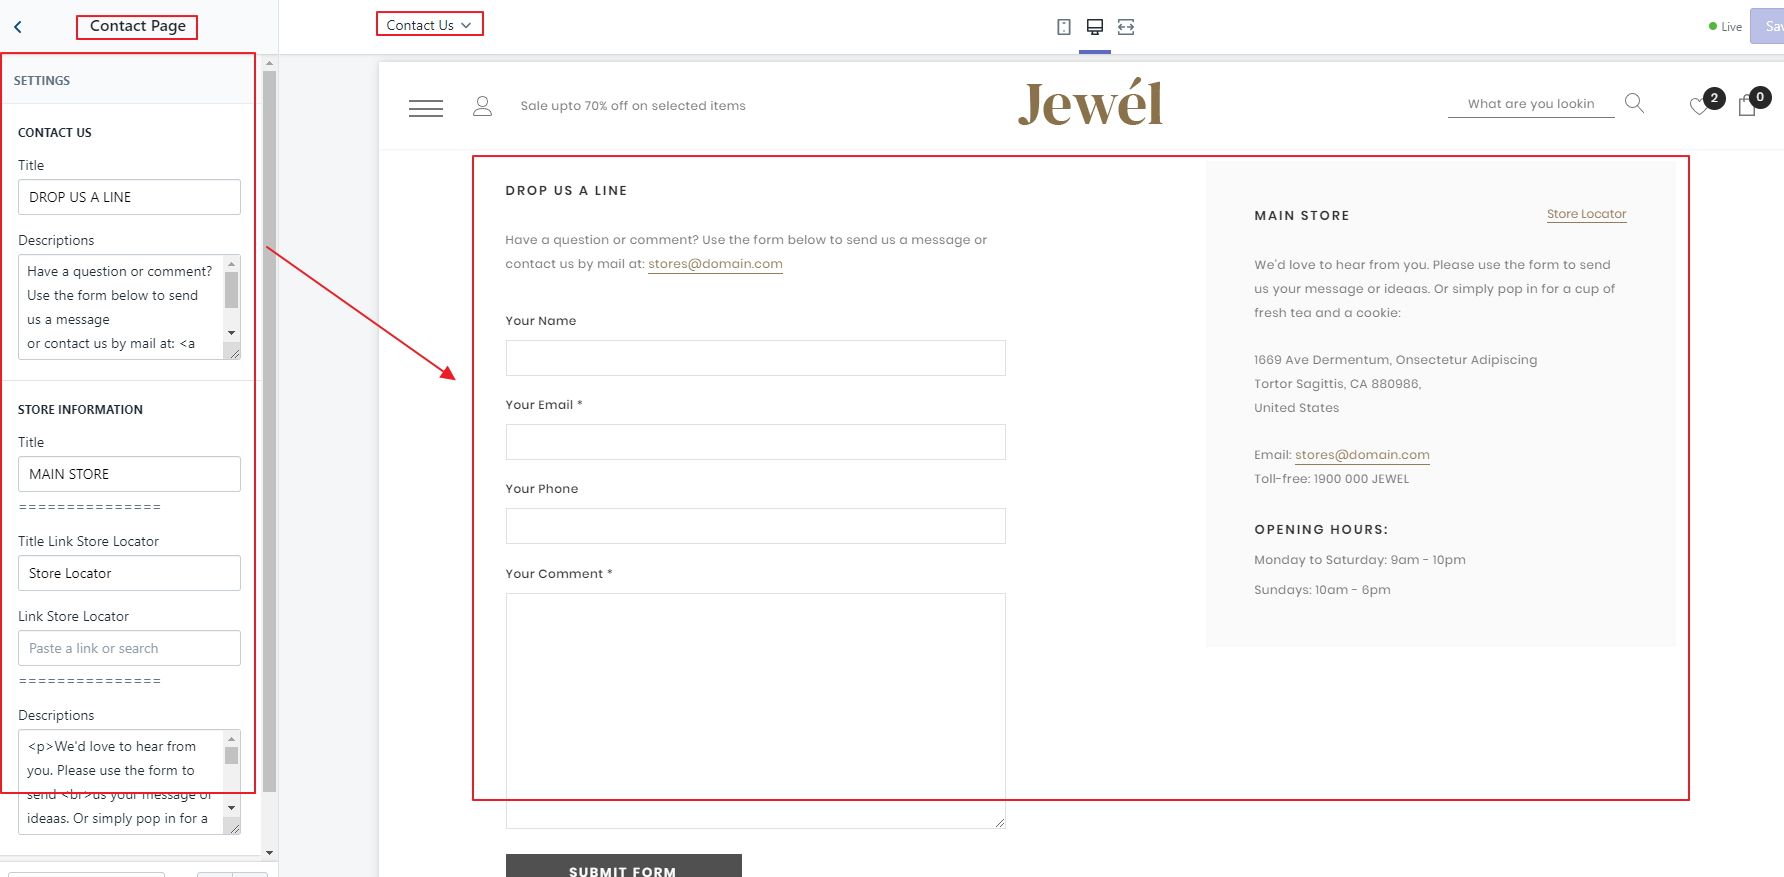 Contact Page
Contact Us
Live
SETTINGS
CONTACT US
Title
DROP US A LINE
Descriptions
Have a question or comment?
Use the form below to send
us a message
or contact us by mail at: <a
STORE INFORMATION
Title
MAIN STORE
===============
Title Link Store Locator
Store Locator
Link Store Locator
Paste a link or search
===============
Descriptions
<p>We'd love to hear from
you. Please use the form to
send <br>us your message or
ideaas. Or simply pop in for a
Sale upto 70% off on selected items
Jewél
What are you lookin
2
0
DROP US A LINE
Have a question or comment? Use the form below to send us a message or
contact us by mail at: stores@domain.com
Your Name
Your Email *
Your Phone
Your Comment *
SUBMIT FORM
MAIN STORE
Store Locator
We'd love to hear from you. Please use the form to send
us your message or ideaas. Or simply pop in for a cup of
fresh tea and a cookie:
1669 Ave Dermentum, Onsectetur Adipiscing
Tortor Sagittis, CA 880986,
United States
Email: stores@domain.com
Toll-free: 1900 000 JEWEL
OPENING HOURS:
Monday to Saturday: 9am - 10pm
Sundays: 10am - 6pm